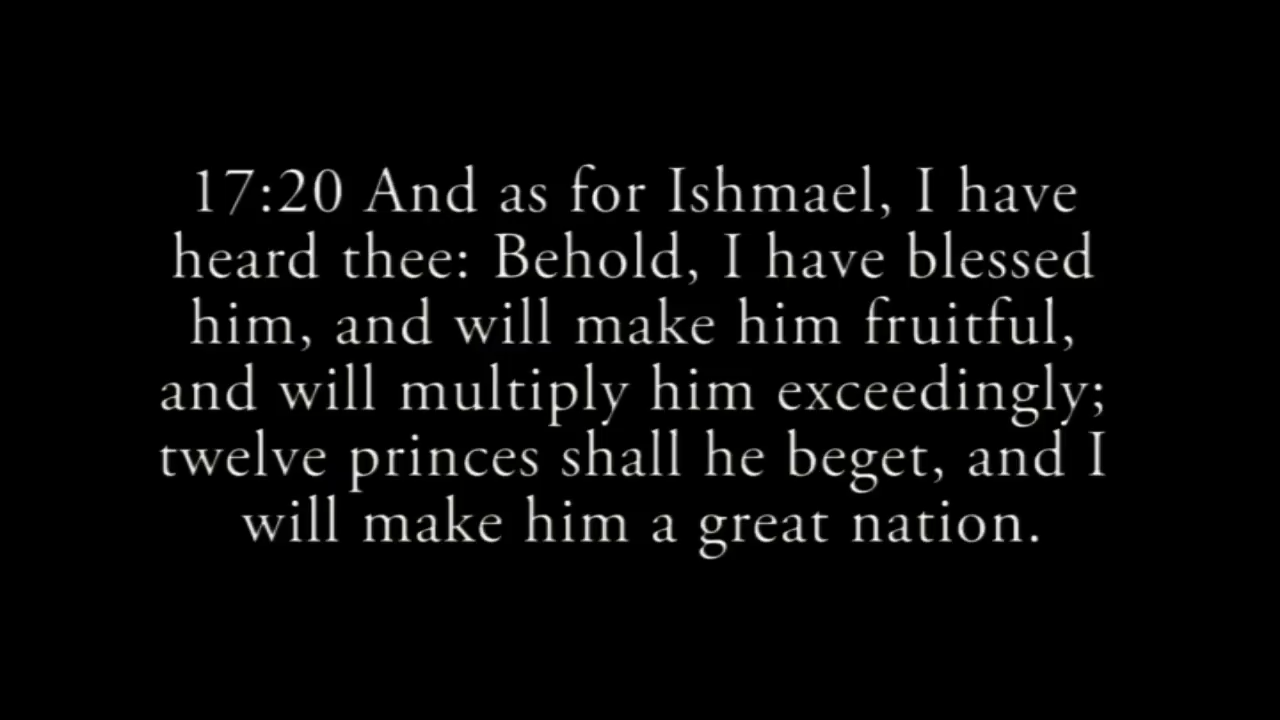 17:20 And as for Ishmael, I have
heard thee: Behold, I have blessed
him, and will make him fruitful,
and will multiply him exceedingly;
twelve princes shall he beget, and I
will make him a great nation.